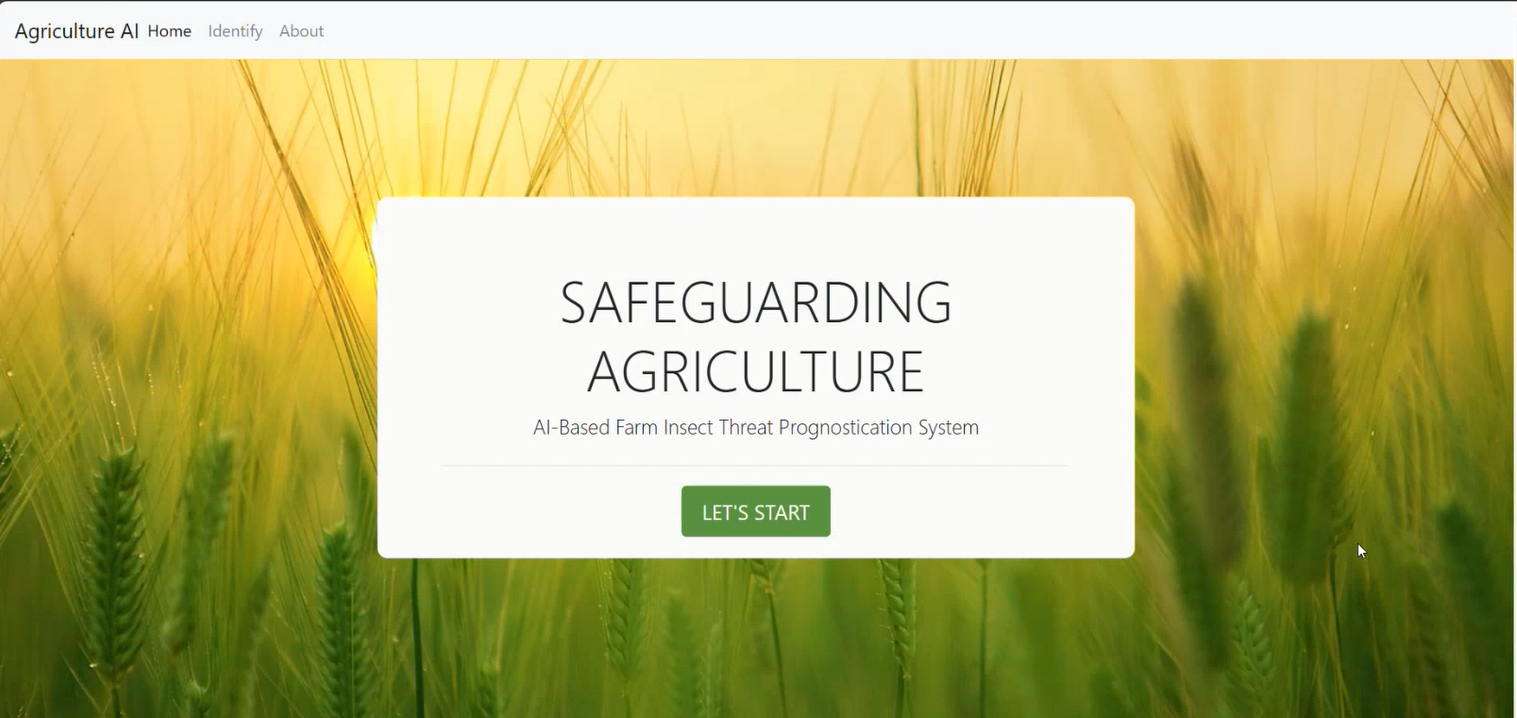 Agriculture AI Home Identify About
SAFEGUARDING
AGRICULTURE
AI-Based Farm Insect Threat Prognostication System
LET'S START